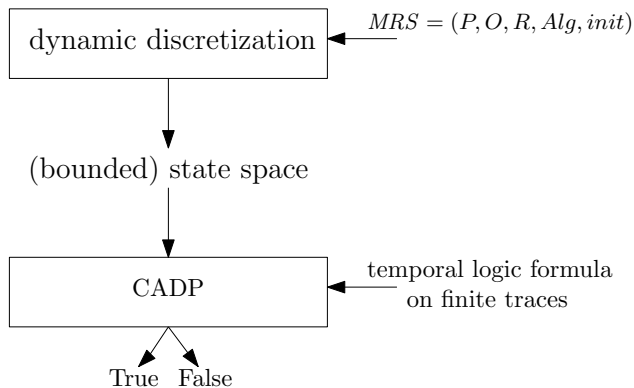 dynamic discretization
MRS = (P, O, R, Alg, init)
(bounded) state space
CADP
temporal logic formula
on finite traces
True False